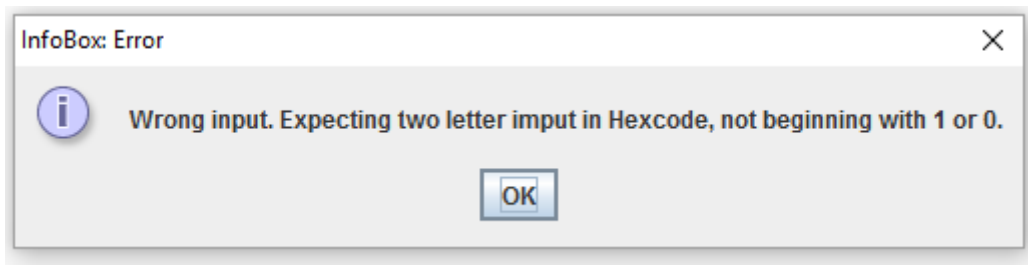 InfoBox: Error
Wrong input. Expecting two letter imput in Hexcode, not beginning with 1 or 0.
OK